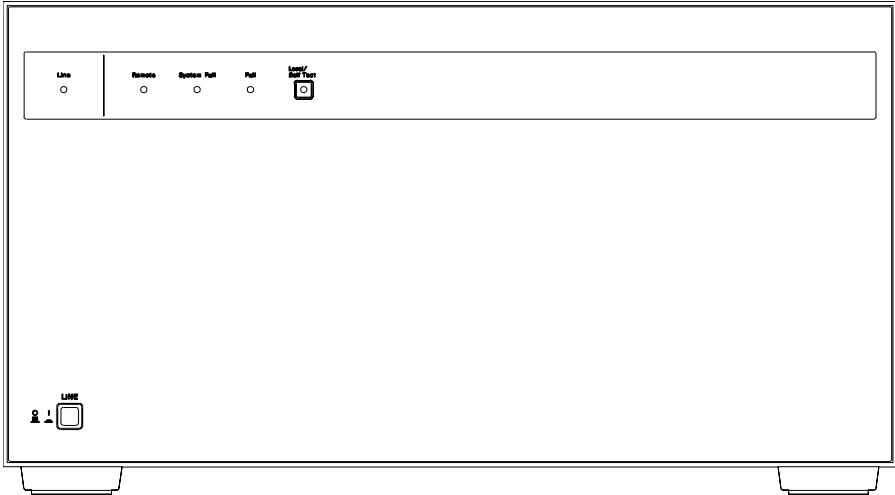 Line
Remote
System Fail
Fail
Local/
Self Test
LINE
O I